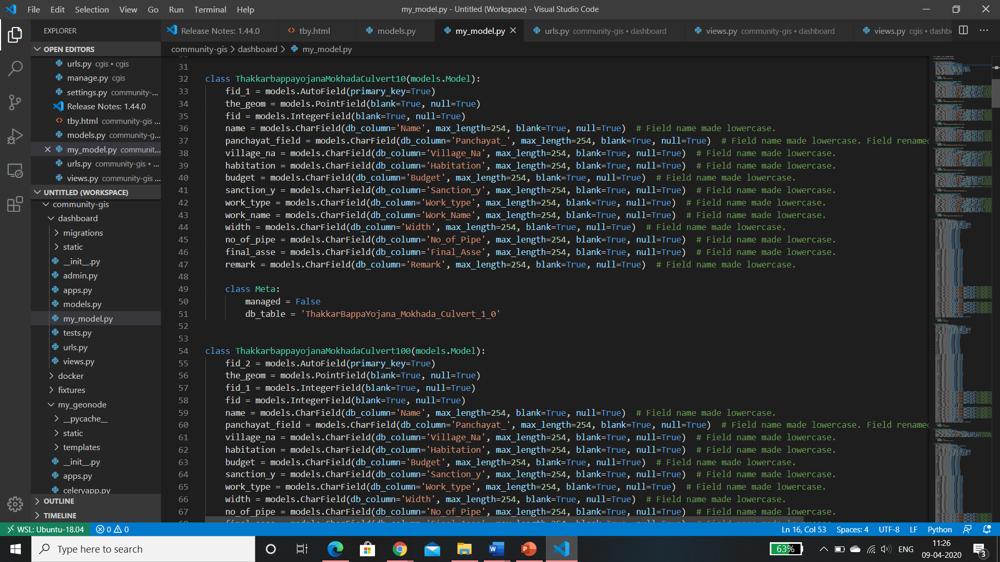 File Edit Selection View Go Run Terminal Help
my_model.py - Untitled (Workspace) - Visual Studio Code
EXPLORER
Release Notes: 1.44.0
tby.html
models.py
my_model.py
urls.py community-gis • dashboard
views.py community-gis • dashboard
views.py cgis • dashb
OPEN EDITORS
urls.py cgis • cgis
manage.py cgis
settings.py community-...
Release Notes: 1.44.0
tby.html community-gis ...
models.py community-g...
my_model.py communit...
urls.py community-gis • ...
views.py community-gis ...
UNTITLED (WORKSPACE)
community-gis
dashboard
migrations
static
__init__.py
admin.py
apps.py
models.py
my_model.py
tests.py
urls.py
views.py
docker
fixtures
my_geonode
__pycache__
static
templates
__init__.py
apps.py
celeryapp.py
OUTLINE
TIMELINE
community-gis > dashboard > my_model.py
31
32 class ThakkarbappayojanaMokhadaCulvert10(models.Model):
33 fid_1 = models.AutoField(primary_key=True)
34 the_geom = models.PointField(blank=True, null=True)
35 fid = models.IntegerField(blank=True, null=True)
36 name = models.CharField(db_column='Name', max_length=254, blank=True, null=True)  # Field name made lowercase.
37 panchayat_field = models.CharField(db_column='Panchayat_', max_length=254, blank=True, null=True)  # Field name made lowercase. Field renamed
38 village_na = models.CharField(db_column='Village_Na', max_length=254, blank=True, null=True)  # Field name made lowercase.
39 habitation = models.CharField(db_column='Habitation', max_length=254, blank=True, null=True)  # Field name made lowercase.
40 budget = models.CharField(db_column='Budget', max_length=254, blank=True, null=True)  # Field name made lowercase.
41 sanction_y = models.CharField(db_column='Sanction_y', max_length=254, blank=True, null=True)  # Field name made lowercase.
42 work_type = models.CharField(db_column='Work_type', max_length=254, blank=True, null=True)  # Field name made lowercase.
43 work_name = models.CharField(db_column='Work_Name', max_length=254, blank=True, null=True)  # Field name made lowercase.
44 width = models.CharField(db_column='Width', max_length=254, blank=True, null=True)  # Field name made lowercase.
45 no_of_pipe = models.CharField(db_column='No_of_Pipe', max_length=254, blank=True, null=True)  # Field name made lowercase.
46 final_asse = models.CharField(db_column='Final_Asse', max_length=254, blank=True, null=True)  # Field name made lowercase.
47 remark = models.CharField(db_column='Remark', max_length=254, blank=True, null=True)  # Field name made lowercase.
48
49 class Meta:
50 managed = False
51 db_table = 'ThakkarBappaYojana_Mokhada_Culvert_1_0'
52
53
54 class ThakkarbappayojanaMokhadaCulvert100(models.Model):
55 fid_2 = models.AutoField(primary_key=True)
56 the_geom = models.PointField(blank=True, null=True)
57 fid_1 = models.IntegerField(blank=True, null=True)
58 fid = models.IntegerField(blank=True, null=True)
59 name = models.CharField(db_column='Name', max_length=254, blank=True, null=True)  # Field name made lowercase.
60 panchayat_field = models.CharField(db_column='Panchayat_', max_length=254, blank=True, null=True)  # Field name made lowercase. Field renamed
61 village_na = models.CharField(db_column='Village_Na', max_length=254, blank=True, null=True)  # Field name made lowercase.
62 habitation = models.CharField(db_column='Habitation', max_length=254, blank=True, null=True)  # Field name made lowercase.
63 budget = models.CharField(db_column='Budget', max_length=254, blank=True, null=True)  # Field name made lowercase.
64 sanction_y = models.CharField(db_column='Sanction_y', max_length=254, blank=True, null=True)  # Field name made lowercase.
65 work_type = models.CharField(db_column='Work_type', max_length=254, blank=True, null=True)  # Field name made lowercase.
66 width = models.CharField(db_column='Width', max_length=254, blank=True, null=True)  # Field name made lowercase.
67 no_of_pipe = models.CharField(db_column='No_of_Pipe', max_length=254, blank=True, null=True)  # Field name made lowercase.
WSL: Ubuntu-18.04 0 0
Ln 16, Col 53 Spaces: 4 UTF-8 LF Python
Type here to search
63%
ENG
11:26
09-04-2020
3